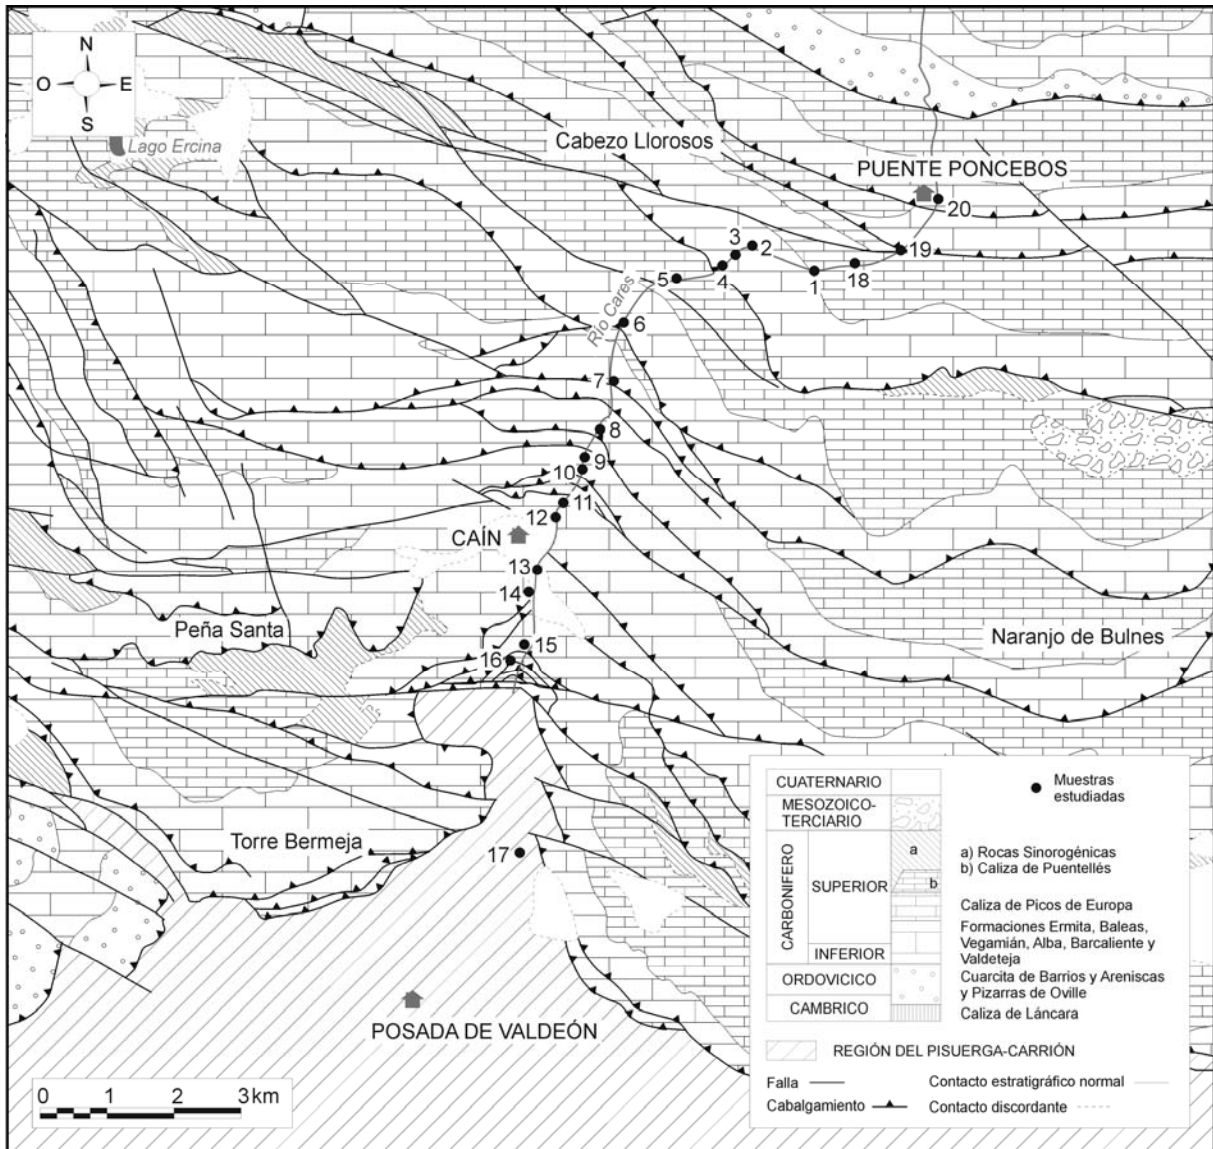 N
O E
S
Lago Ercina
Cabezo Llorosos
PUENTE PONCEBOS
20
19
3
2
4
1
18
5
Río Cares
6
7
8
9
10
11
12
CAÍN
13
14
Peña Santa
15
16
Naranjo de Bulnes
Torre Bermeja
17
POSADA DE VALDEÓN
0 1 2 3 km
CUATERNARIO
MESOZOICO-
TERCIARIO
CARBONIFERO
SUPERIOR
INFERIOR
ORDOVICICO
CAMBRICO
a
b
Muestras
estudiadas
a) Rocas Sinorogénicas
b) Caliza de Puentellés
Caliza de Picos de Europa
Formaciones Ermita, Baleas,
Vegamián, Alba, Barcaliente y
Valdeteja
Cuarcita de Barrios y Areniscas
y Pizarras de Oville
Caliza de Láncara
REGIÓN DEL PISUERGA-CARRIÓN
Falla
Contacto estratigráfico normal
Cabalgamiento
Contacto discordante